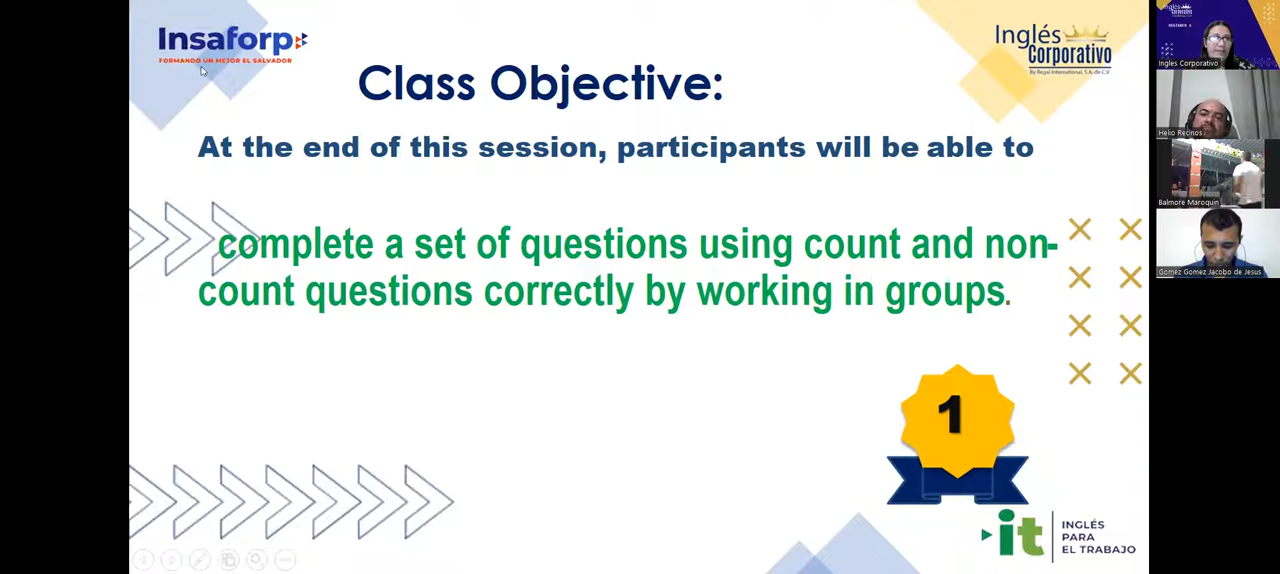 Insaforp
FORMANDO UN MEJOR EL SALVADOR
Inglés
Corporativo
By Regal International, S.A. de C.V.
Class Objective:
At the end of this session, participants will be able to
complete a set of questions using count and non-
count questions correctly by working in groups.
1
it
INGLÉS
PARA
EL TRABAJO
Inglés
Ingles Corporativo
Helio Recinos
Balmore Maroquin
Gomez Gomez Jacobo de Jesus